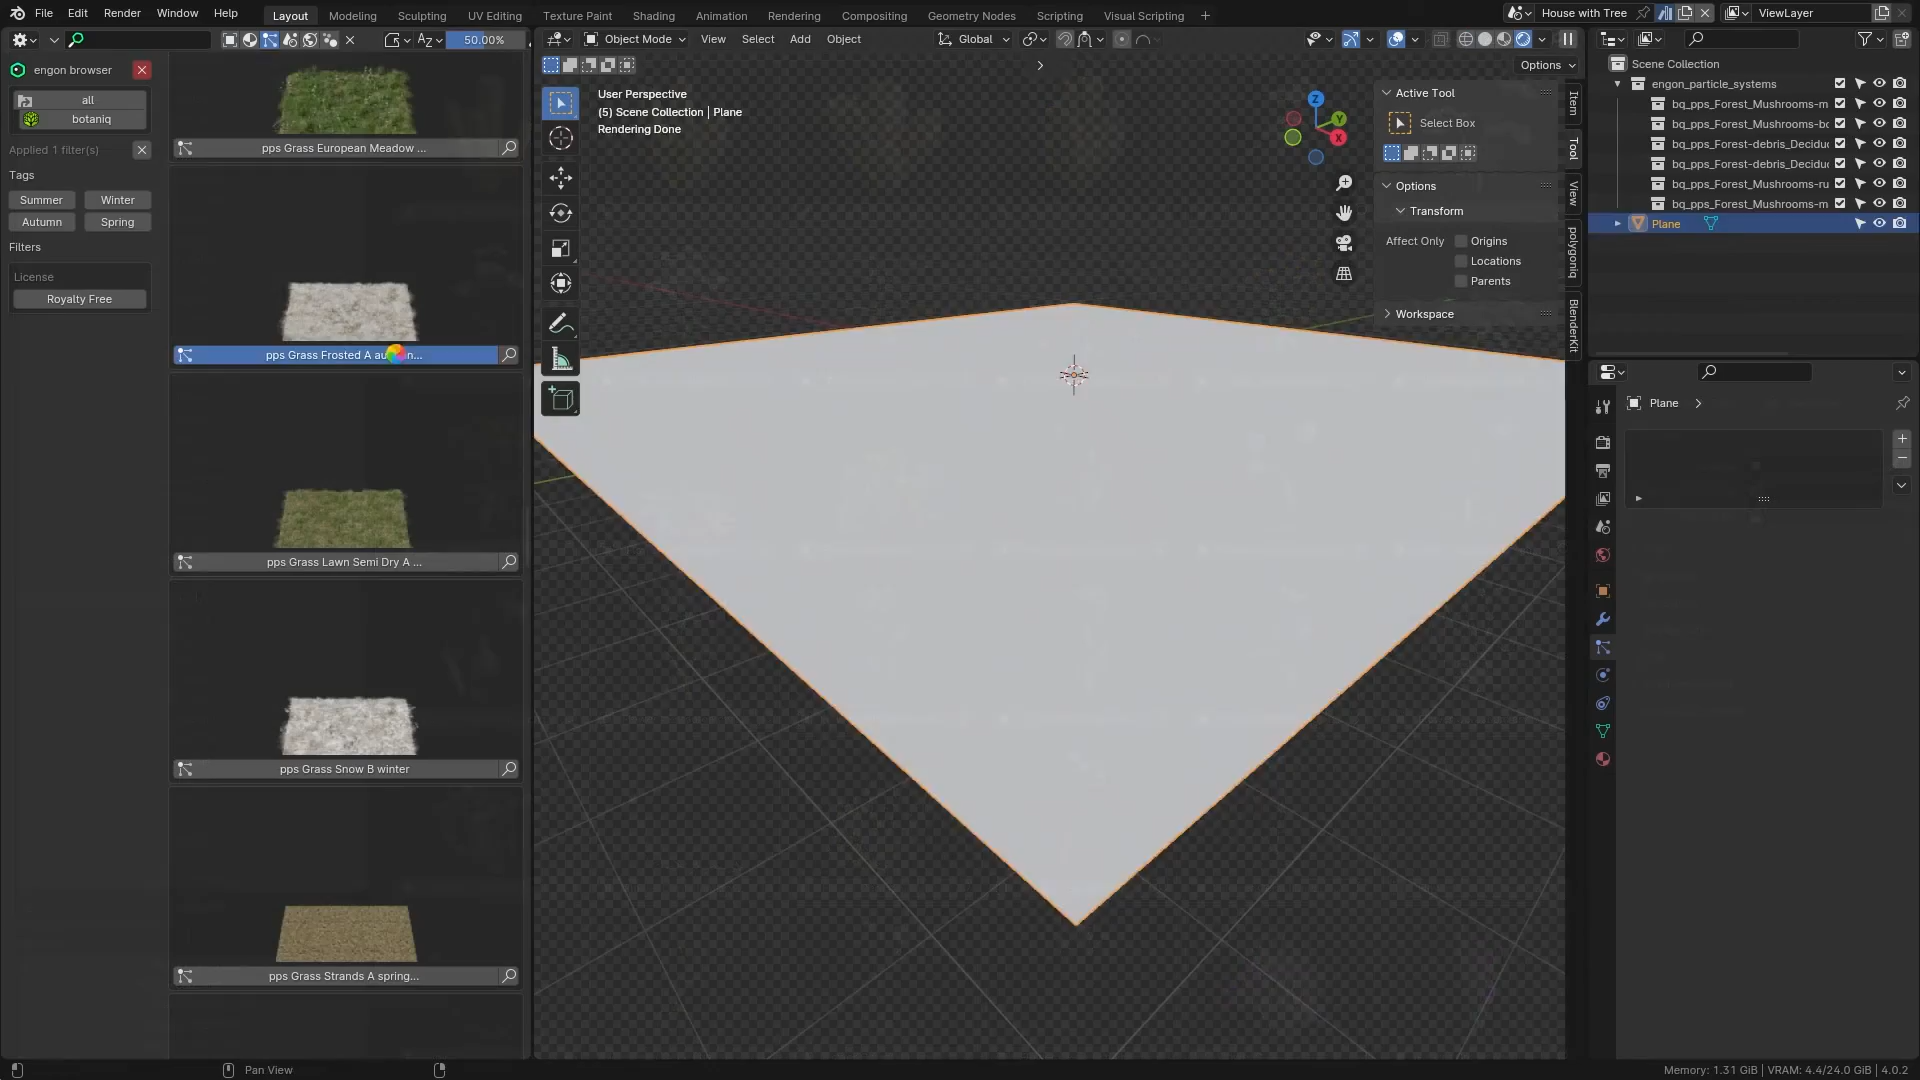 File Edit Render Window Help
Layout Modeling Sculpting UV Editing Texture Paint Shading Animation Rendering Compositing Geometry Nodes Scripting Visual Scripting +
House with Tree
ViewLayer
50.00%
Object Mode View Select Add Object
Global
Options
engon browser
all
botaniq
Applied 1 filter(s)
Tags
Summer Winter
Autumn Spring
Filters
License
Royalty Free
pps Grass European Meadow ...
pps Grass Lawn Semi Dry A ...
pps Grass Snow B winter
pps Grass Strands A spring...
User Perspective
(5) Scene Collection | Plane
Rendering Done
Z
Y
X
Active Tool
Select Box
Options
Transform
Affect Only Origins
Locations
Parents
Workspace
Item
Tool
View
polygoniq
BlenderKit
Scene Collection
engon_particle_systems
bq_pps_Forest_Mushrooms-m
bq_pps_Forest_Mushrooms-bo
bq_pps_Forest-debris_Deciduo
bq_pps_Forest-debris_Deciduo
bq_pps_Forest_Mushrooms-ru
bq_pps_Forest_Mushrooms-m
Plane
Plane
Pan View
Memory: 1.31 GiB | VRAM: 4.4/24.0 GiB | 4.0.2